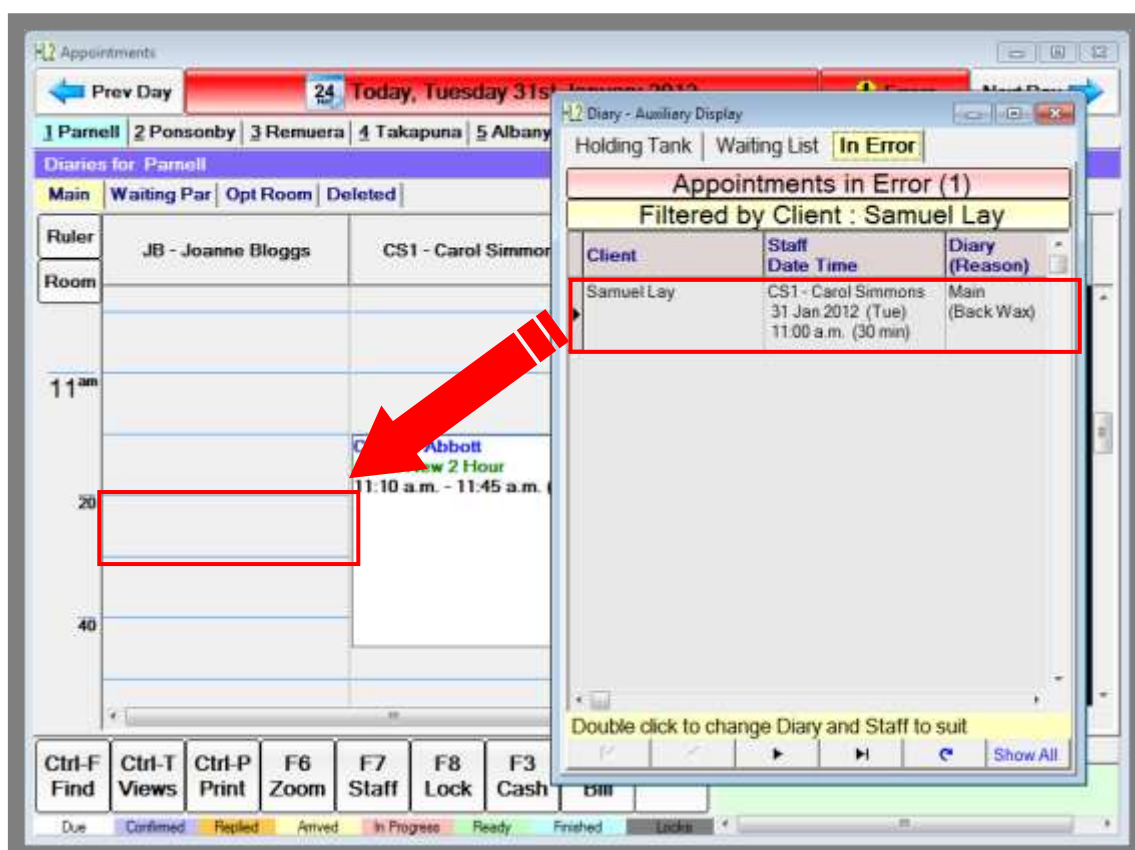 Appointments
Prev Day
24 Today, Tuesday 31st January 2012
Errors
Next Day
1 Parnell 2 Ponsonby 3 Remuera 4 Takapuna 5 Albany
Diaries for Parnell
Main Waiting Par Opt Room Deleted
Ruler
Room
JB - Joanne Bloggs
CS1 - Carol Simmon
11am
20
40
Abbott
ew 2 Hour
11:10 a.m. - 11:45 a.m. (
Diary - Auxiliary Display
Holding Tank Waiting List In Error
Appointments in Error (1)
Filtered by Client : Samuel Lay
Client
Staff
Date Time
Diary
(Reason)
Samuel Lay
CS1 - Carol Simmons
31 Jan 2012 (Tue)
11:00 a.m. (30 min)
Main
(Back Wax)
Double click to change Diary and Staff to suit
Show All
Ctrl-F Find
Ctrl-T Views
Ctrl-P Print
F6 Zoom
F7 Staff
F8 Lock
F3 Cash
Bill
Due Confirmed Replied Arrived In Progress Ready Finished Locks